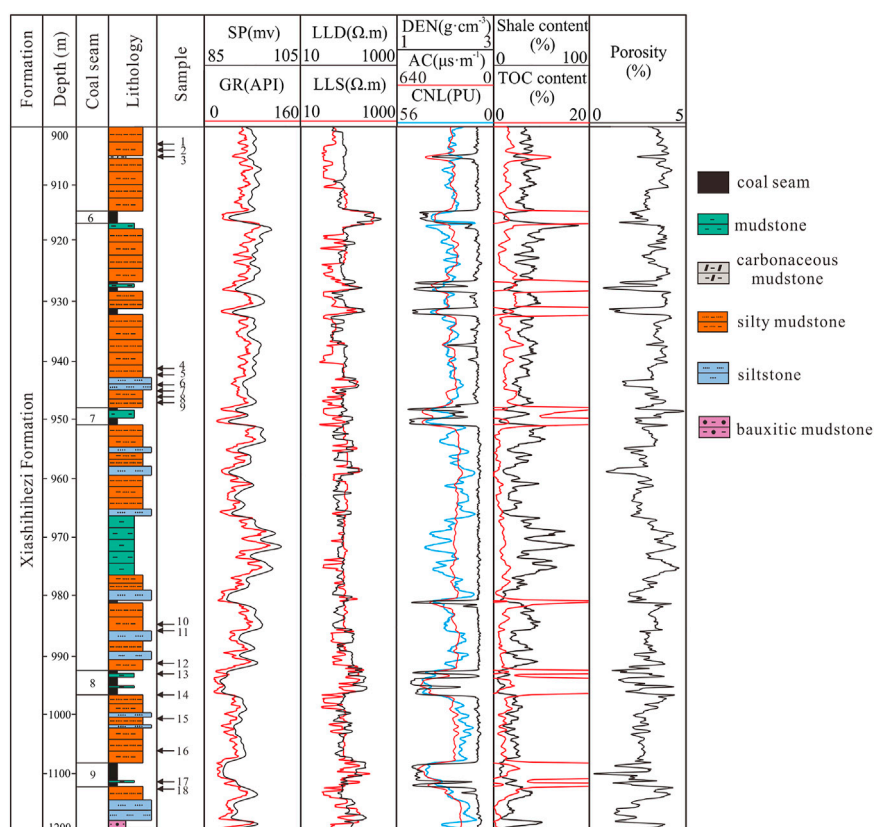 Formation
Depth (m)
Coal seam
Lithology
Sample
SP(mv)
85 105
GR(API)
0 160
LLD(Ω.m)
10 1000
LLS(Ω.m)
10 1000
DEN(g·cm⁻³)
1 3
AC(μs·m⁻¹)
640 0
CNL(PU)
56 0
Shale content
(%)
0 100
TOC content
(%)
0 20
Porosity
(%)
0 5
Xiashihihezi Formation
900
910
920
930
940
950
960
970
980
990
1000
1100
1200
6
7
8
9
1
2
3
4
5
6
7
8
9
10
11
12
13
14
15
16
17
18
coal seam
mudstone
carbonaceous
mudstone
silty mudstone
siltstone
bauxitic mudstone